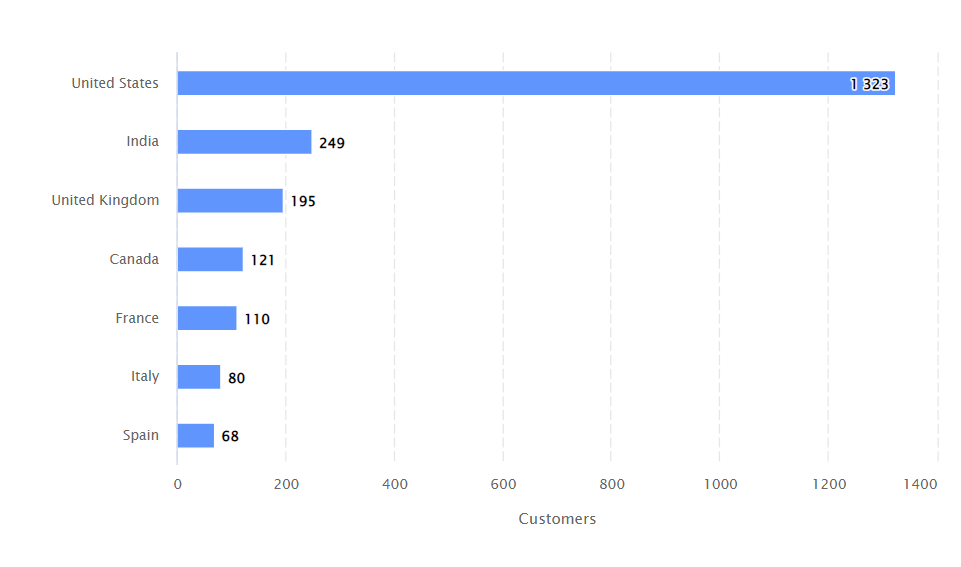 United States 1 323
India 249
United Kingdom 195
Canada 121
France 110
Italy 80
Spain 68
0 200 400 600 800 1000 1200 1400
Customers